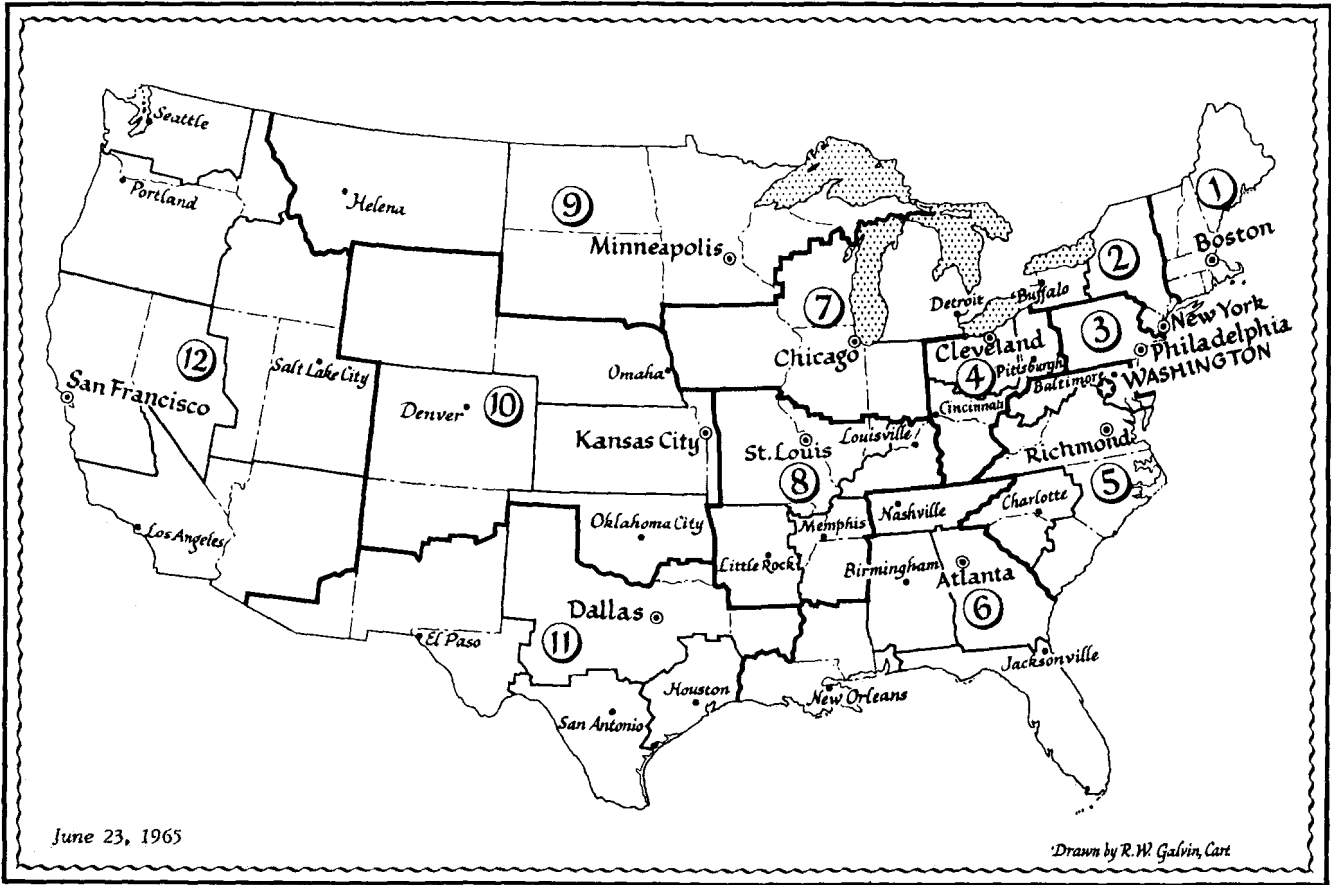 Seattle
Portland
Helena
9
Minneapolis
1
Boston
2
Buffalo
Detroit
7
Chicago
Cleveland
Pittsburgh
4
3
New York
Philadelphia
WASHINGTON
Baltimore
Cincinnati
12
San Francisco
Salt Lake City
Omaha
Denver
10
Kansas City
St. Louis
8
Louisville
Richmond
5
Los Angeles
Oklahoma City
Memphis
Nashville
Charlotte
Little Rock
Birmingham
Atlanta
6
Dallas
11
El Paso
Houston
San Antonio
New Orleans
Jacksonville
June 23, 1965
Drawn by R.W. Galvin, Cart.